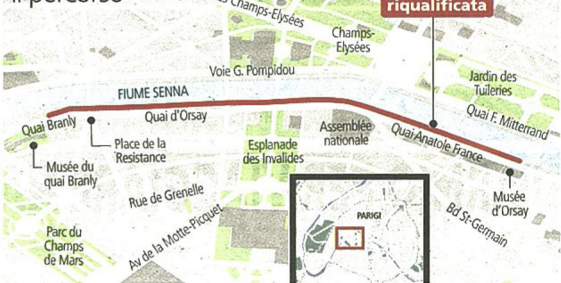 Il percorso
riqualificata
Champs-Elysées
Champs-
Elysées
Voie G. Pompidou
Jardin des
Tuileries
FIUME SENNA
Quai F. Mitterrand
Quai Branly
Quai d'Orsay
Assemblée
nationale
Quai Anatole France
Place de la
Resistance
Esplanade
des Invalides
Musée du
quai Branly
Rue de Grenelle
PARIGI
Musée
d'Orsay
Bd St-Germain
Parc du
Champs
de Mars
Av de la Motte-Picquet